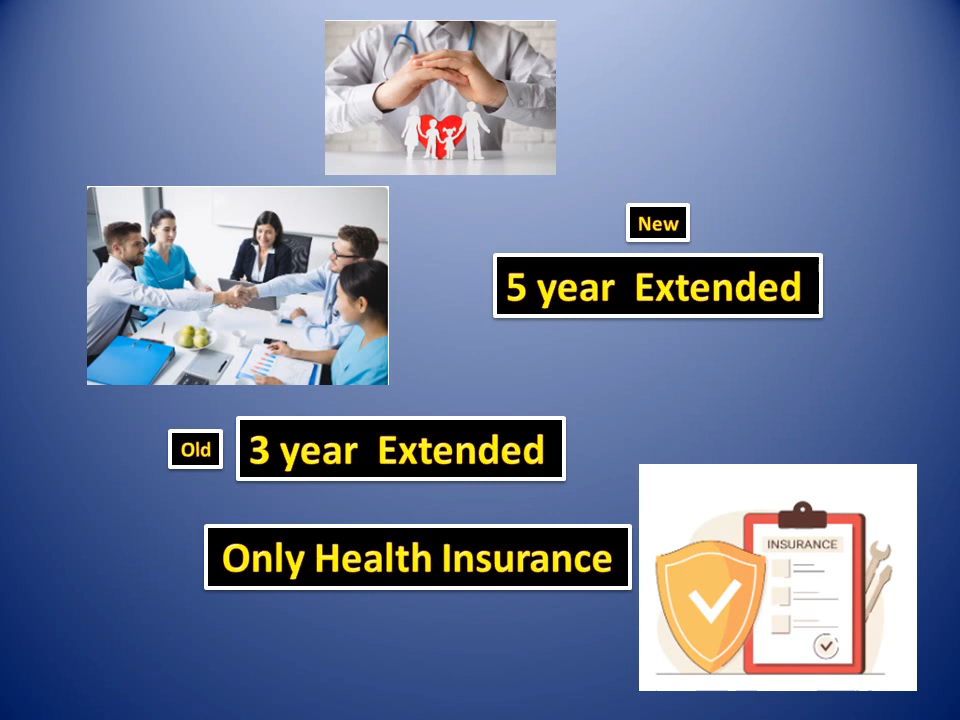 New
5 year  Extended
Old
3 year  Extended
Only Health Insurance
INSURANCE